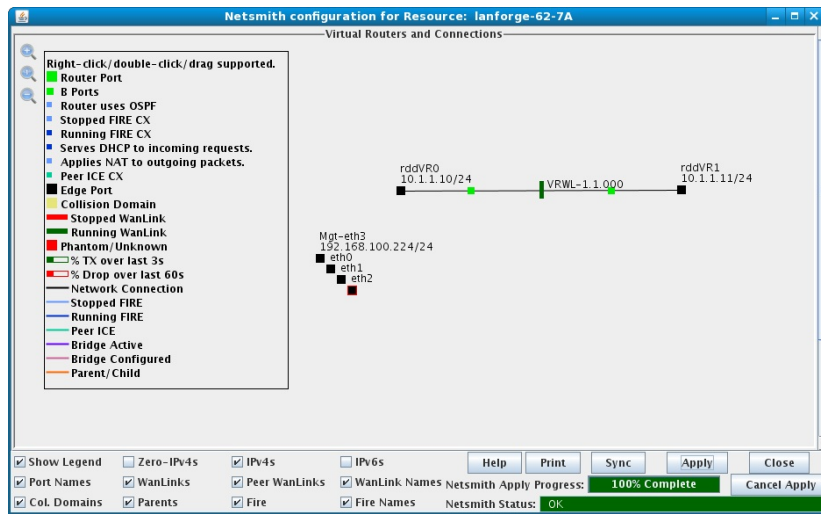 Netsmith configuration for Resource: lanforge-62-7A
Virtual Routers and Connections
Right-click/double-click/drag supported.
Router Port
B Ports
Router uses OSPF
Stopped FIRE CX
Running FIRE CX
Serves DHCP to incoming requests.
Applies NAT to outgoing packets.
Peer ICE CX
Edge Port
Collision Domain
Stopped WanLink
Running WanLink
Phantom/Unknown
% TX over last 3s
% Drop over last 60s
Network Connection
Stopped FIRE
Running FIRE
Peer ICE
Bridge Active
Bridge Configured
Parent/Child
rddVR0
10.1.1.10/24
VRWL-1.1.000
rddVR1
10.1.1.11/24
Mgt-eth3
192.168.100.224/24
eth0
eth1
eth2
Show Legend Zero-IPv4s IPv4s IPv6s Help Print Sync Apply Close
Port Names WanLinks Peer WanLinks WanLink Names Netsmith Apply Progress: 100% Complete Cancel Apply
Col. Domains Parents Fire Fire Names Netsmith Status: OK